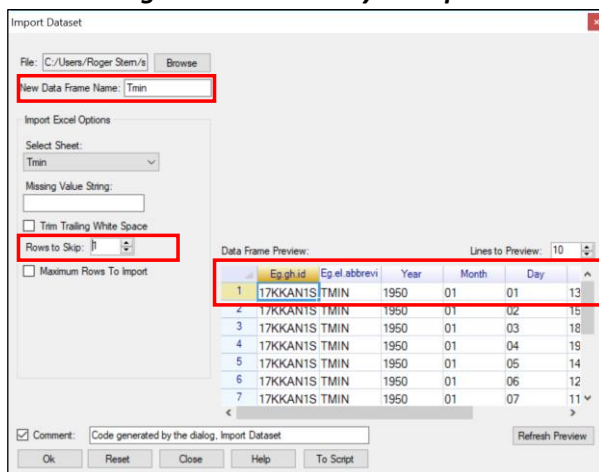 Import Dataset
File: C:/Users/Roger Stern/s Browse
New Data Frame Name: Tmin
Import Excel Options
Select Sheet:
Tmin
Missing Value String:
Trim Trailing White Space
Rows to Skip: 1
Maximum Rows To Import
Data Frame Preview: Lines to Preview: 10
Eg.gh.id Eg.el.abbrevi Year Month Day
1 17KKAN1S TMIN 1950 01 01 13
2 17KKAN1S TMIN 1950 01 02 15
3 17KKAN1S TMIN 1950 01 03 18
4 17KKAN1S TMIN 1950 01 04 19
5 17KKAN1S TMIN 1950 01 05 14
6 17KKAN1S TMIN 1950 01 06 12
7 17KKAN1S TMIN 1950 01 07 11
Comment: Code generated by the dialog, Import Dataset Refresh Preview
Ok Reset Close Help To Script